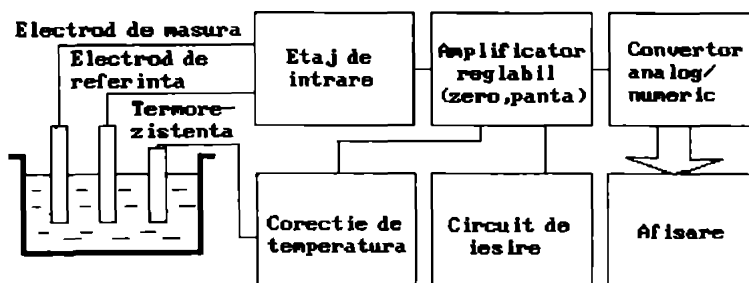 Electrod de masura
Electrod de
referinta
Termore-
zistenta
Etaj de
intrare
Amplificator
reglabil
(zero,panta)
Convertor
analog/
numeric
Corectie de
temperatura
Circuit de
iesire
Afisare